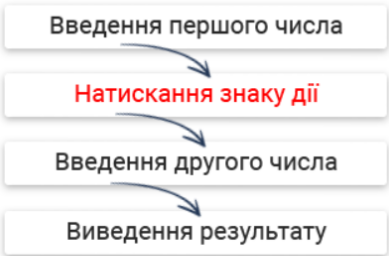 Введення першого числа
Натискання знаку дії
Введення другого числа
Виведення результату